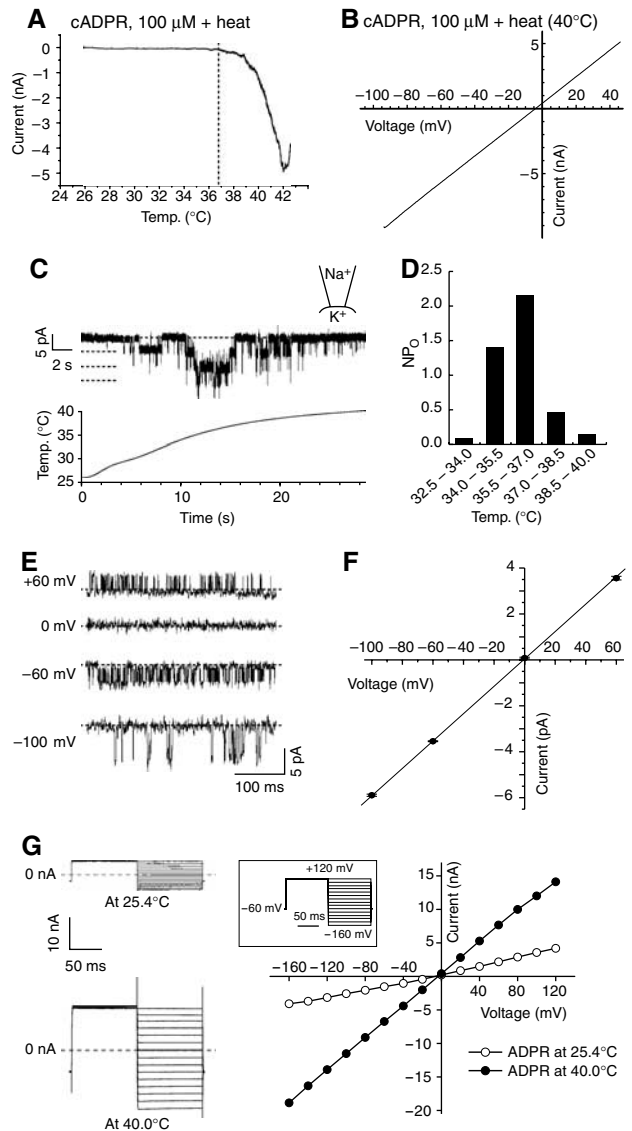 A
cADPR, 100 μM + heat
Current (nA)
0
−1
−2
−3
−4
−5
24 26 28 30 32 34 36 38 40 42
Temp. (°C)
B
cADPR, 100 μM + heat (40°C)
5
−100 −80 −60 −40 −20 0 20 40
Voltage (mV)
−5
Current (nA)
C
Na+
K+
5 pA
2 s
Temp. (°C)
40
35
30
25
0 10 20
Time (s)
D
NPO
2.5
2.0
1.5
1.0
0.5
0.0
32.5 – 34.0
34.0 – 35.5
35.5 – 37.0
37.0 – 38.5
38.5 – 40.0
Temp. (°C)
E
+60 mV
0 mV
−60 mV
−100 mV
100 ms
5 pA
F
4
2
−100 −80 −60 −40 −20 0 20 40 60
Voltage (mV)
−2
−4
−6
Current (pA)
G
0 nA
At 25.4°C
10 nA
50 ms
0 nA
At 40.0°C
+120 mV
−60 mV
50 ms
−160 mV
15
10
5
Current (nA)
−160 −120 −80 −40 0 40 80 120
Voltage (mV)
−5
−10
−15
−20
ADPR at 25.4°C
ADPR at 40.0°C